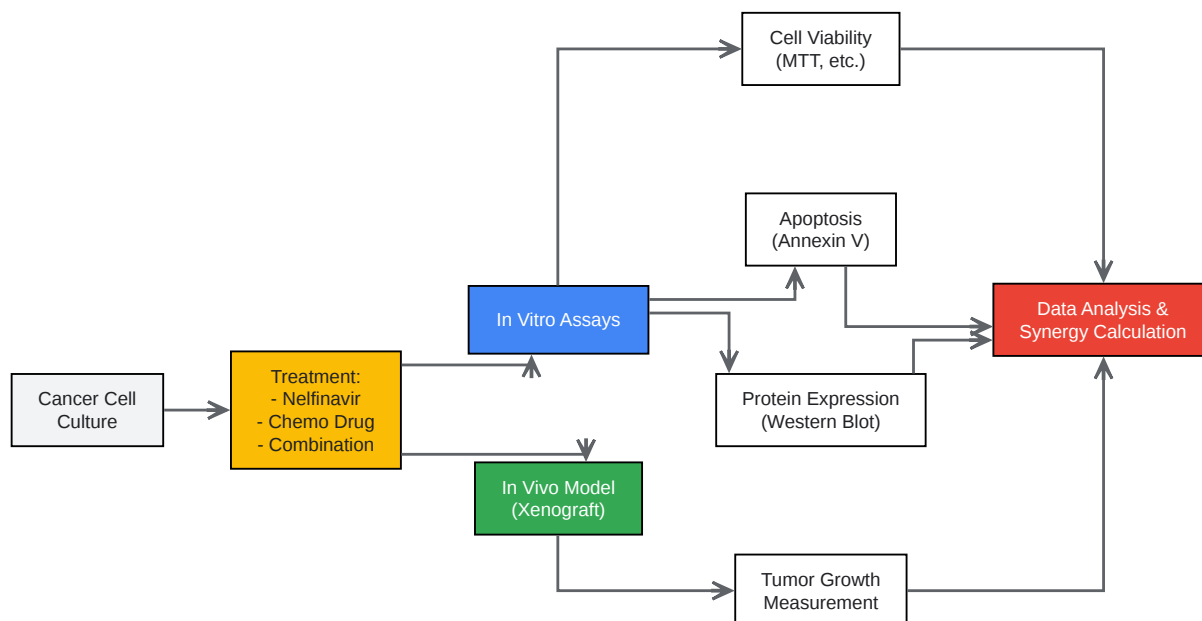 Cancer Cell
Culture
Treatment:
- Nelfinavir
- Chemo Drug
- Combination
In Vitro Assays
In Vivo Model
(Xenograft)
Cell Viability
(MTT, etc.)
Apoptosis
(Annexin V)
Protein Expression
(Western Blot)
Tumor Growth
Measurement
Data Analysis &
Synergy Calculation